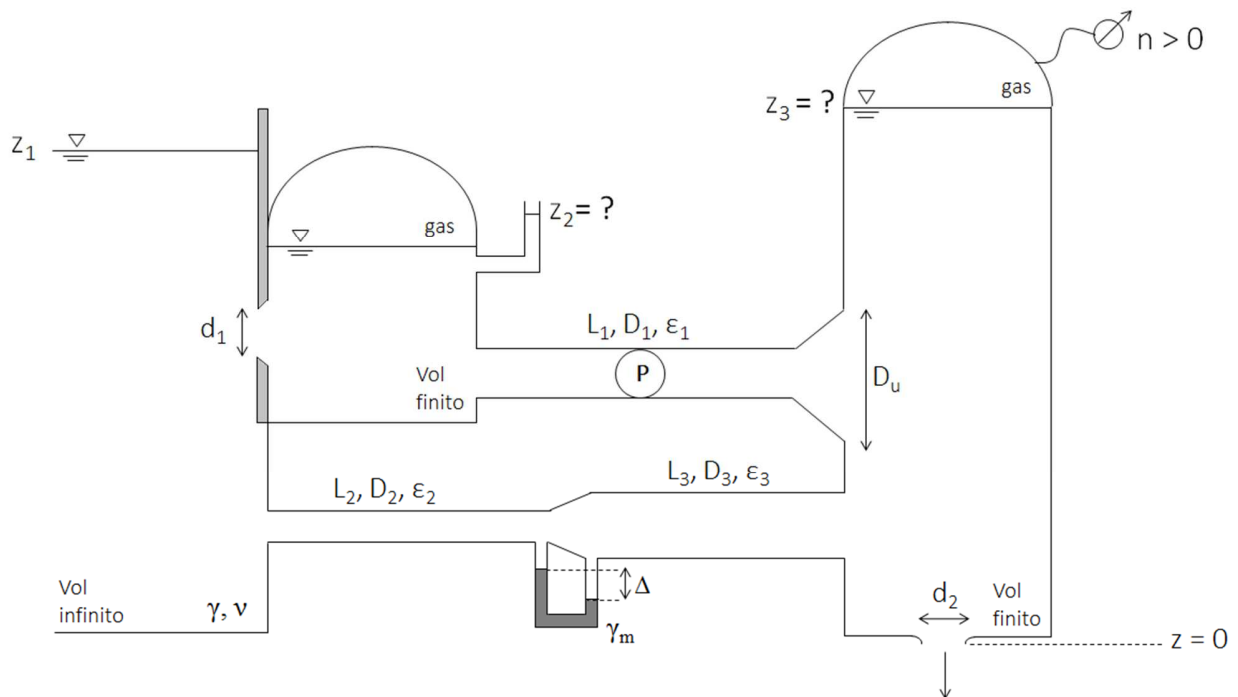 n > 0
gas
z₃ = ?
z₁
z₂ = ?
gas
d₁
L₁, D₁, ε₁
P
Vol
finito
Dᵤ
L₂, D₂, ε₂
L₃, D₃, ε₃
Δ
Vol
infinito
γ, ν
γₘ
d₂
Vol
finito
z = 0